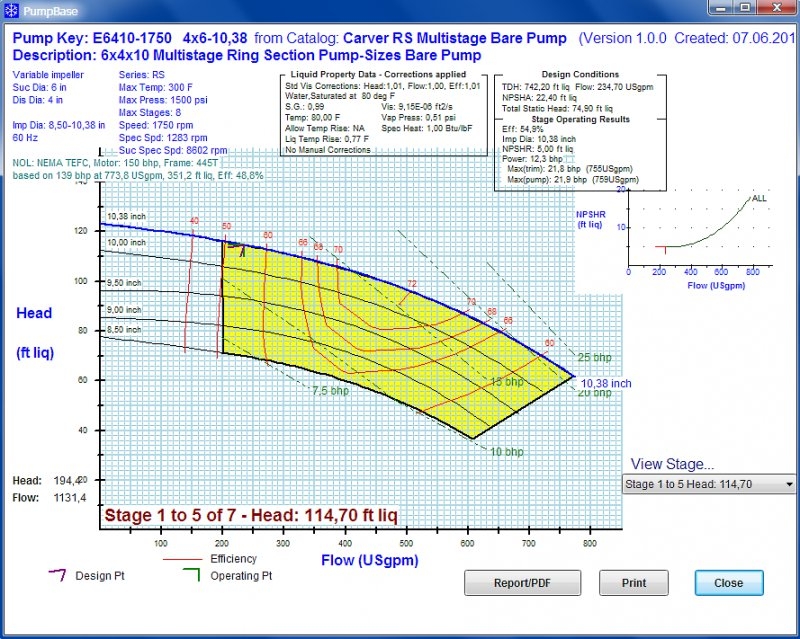 PumpBase
Pump Key: E6410-1750 4x6-10,38 from Catalog: Carver RS Multistage Bare Pump (Version 1.0.0 Created: 07.06.201
Description: 6x4x10 Multistage Ring Section Pump-Sizes Bare Pump
Variable impeller
Suc Dia: 6 in
Dis Dia: 4 in
Imp Dia: 8,50-10,38 in
60 Hz
Series: RS
Max Temp: 300 F
Max Press: 1500 psi
Max Stages: 8
Speed: 1750 rpm
Spec Spd: 1283 rpm
Suc Spec Spd: 8602 rpm
NOL: NEMA TEFC, Motor: 150 bhp, Frame: 445T
based on 139 bhp at 773,8 USgpm, 351,2 ft liq, Eff: 48,8%
Liquid Property Data - Corrections applied
Std Vis Corrections: Head:1,01, Flow:1,00, Eff:1,01
Water,Saturated at 80 deg F
S.G.: 0,99 Vis: 9,15E-06 ft2/s
Temp: 80,00 F Vap Press: 0,51 psi
Allow Temp Rise: NA Spec Heat: 1,00 Btu/lbF
Liq Temp Rise: 0,77 F
No Manual Corrections
Design Conditions
TDH: 742,20 ft liq Flow: 234,70 USgpm
NPSHA: 22,40 ft liq
Total Static Head: 74,90 ft liq
Stage Operating Results
Eff: 54,9%
Imp Dia: 10,38 in
NPSHR: 5,00 ft liq
Power: 12,3 bhp
Max(trim): 21,8 bhp (755USgpm)
Max(pump): 21,9 bhp (759USgpm)
20
10
NPSHR
(ft liq)
ALL
0 200 400 600 800
Flow (USgpm)
120
100
80
60
40
20
Head
(ft liq)
10,38 inch
10,00 inch
9,50 inch
9,00 inch
8,50 inch
40 50 60 66 68 70
72
70
68
66
60
7,5 bhp
10 bhp
15 bhp
20 bhp
25 bhp
10,38 inch
Head: 194,4
Flow: 1131,4
Stage 1 to 5 of 7 - Head: 114,70 ft liq
100 200 300 400 500 600 700 800
Flow (USgpm)
Efficiency
Design Pt
Operating Pt
View Stage...
Stage 1 to 5 Head: 114,70
Report/PDF
Print
Close